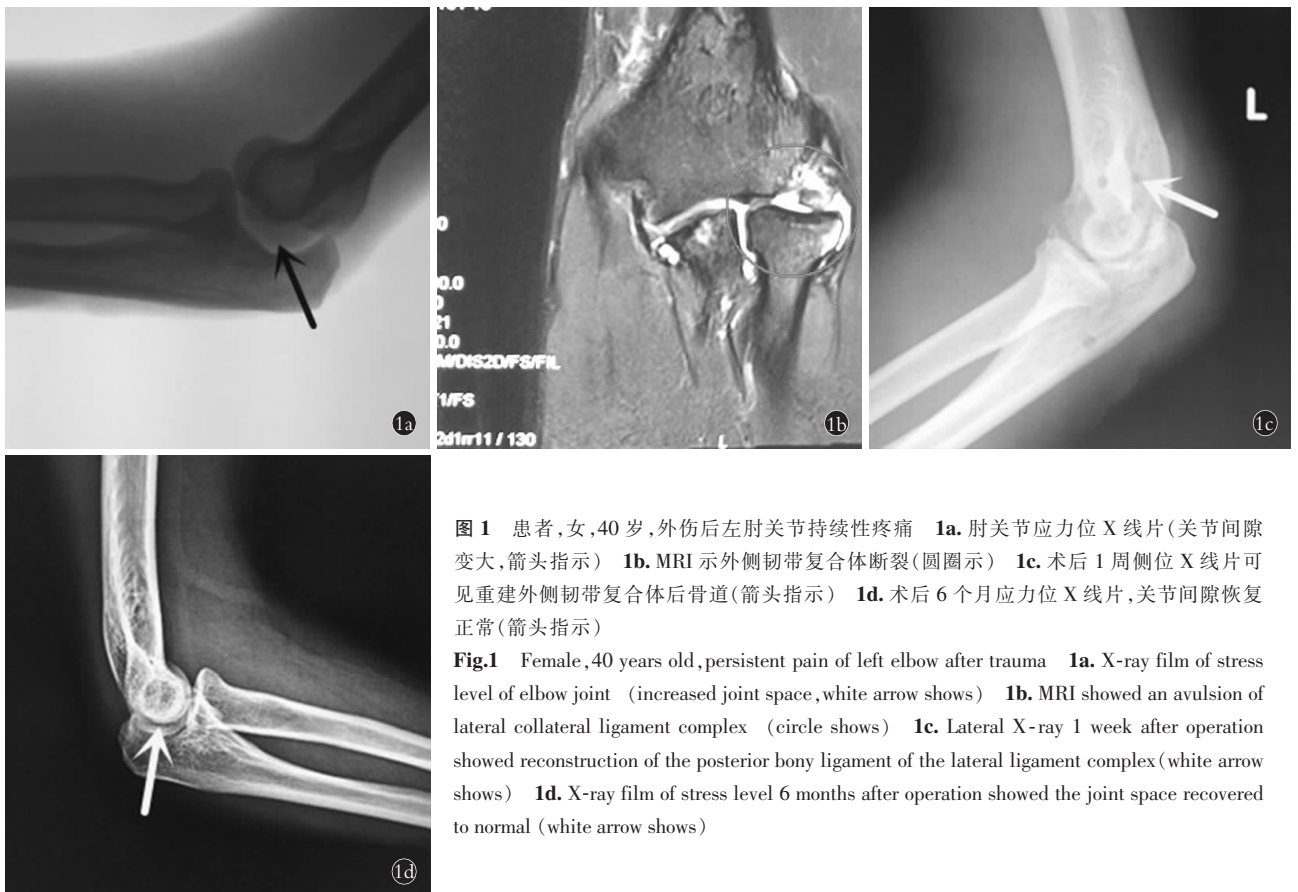 1a
0
00.0
0
21
0.0
M/DIS2D/FS/FIL
1/FS
2d1rr11 / 130
L
1b
L
1c
1d
图 1 患者,女,40 岁,外伤后左肘关节持续性疼痛 1a. 肘关节应力位 X 线片(关节间隙
变大,箭头指示) 1b. MRI 示外侧韧带复合体断裂(圆圈示) 1c. 术后 1 周侧位 X 线片可
见重建外侧韧带复合体后骨道(箭头指示) 1d. 术后 6 个月应力位 X 线片,关节间隙恢复
正常(箭头指示)
Fig.1 Female,40 years old,persistent pain of left elbow after trauma 1a. X-ray film of stress
level of elbow joint (increased joint space,white arrow shows) 1b. MRI showed an avulsion of
lateral collateral ligament complex (circle shows) 1c. Lateral X-ray 1 week after operation
showed reconstruction of the posterior bony ligament of the lateral ligament complex(white arrow
shows) 1d. X-ray film of stress level 6 months after operation showed the joint space recovered
to normal (white arrow shows)